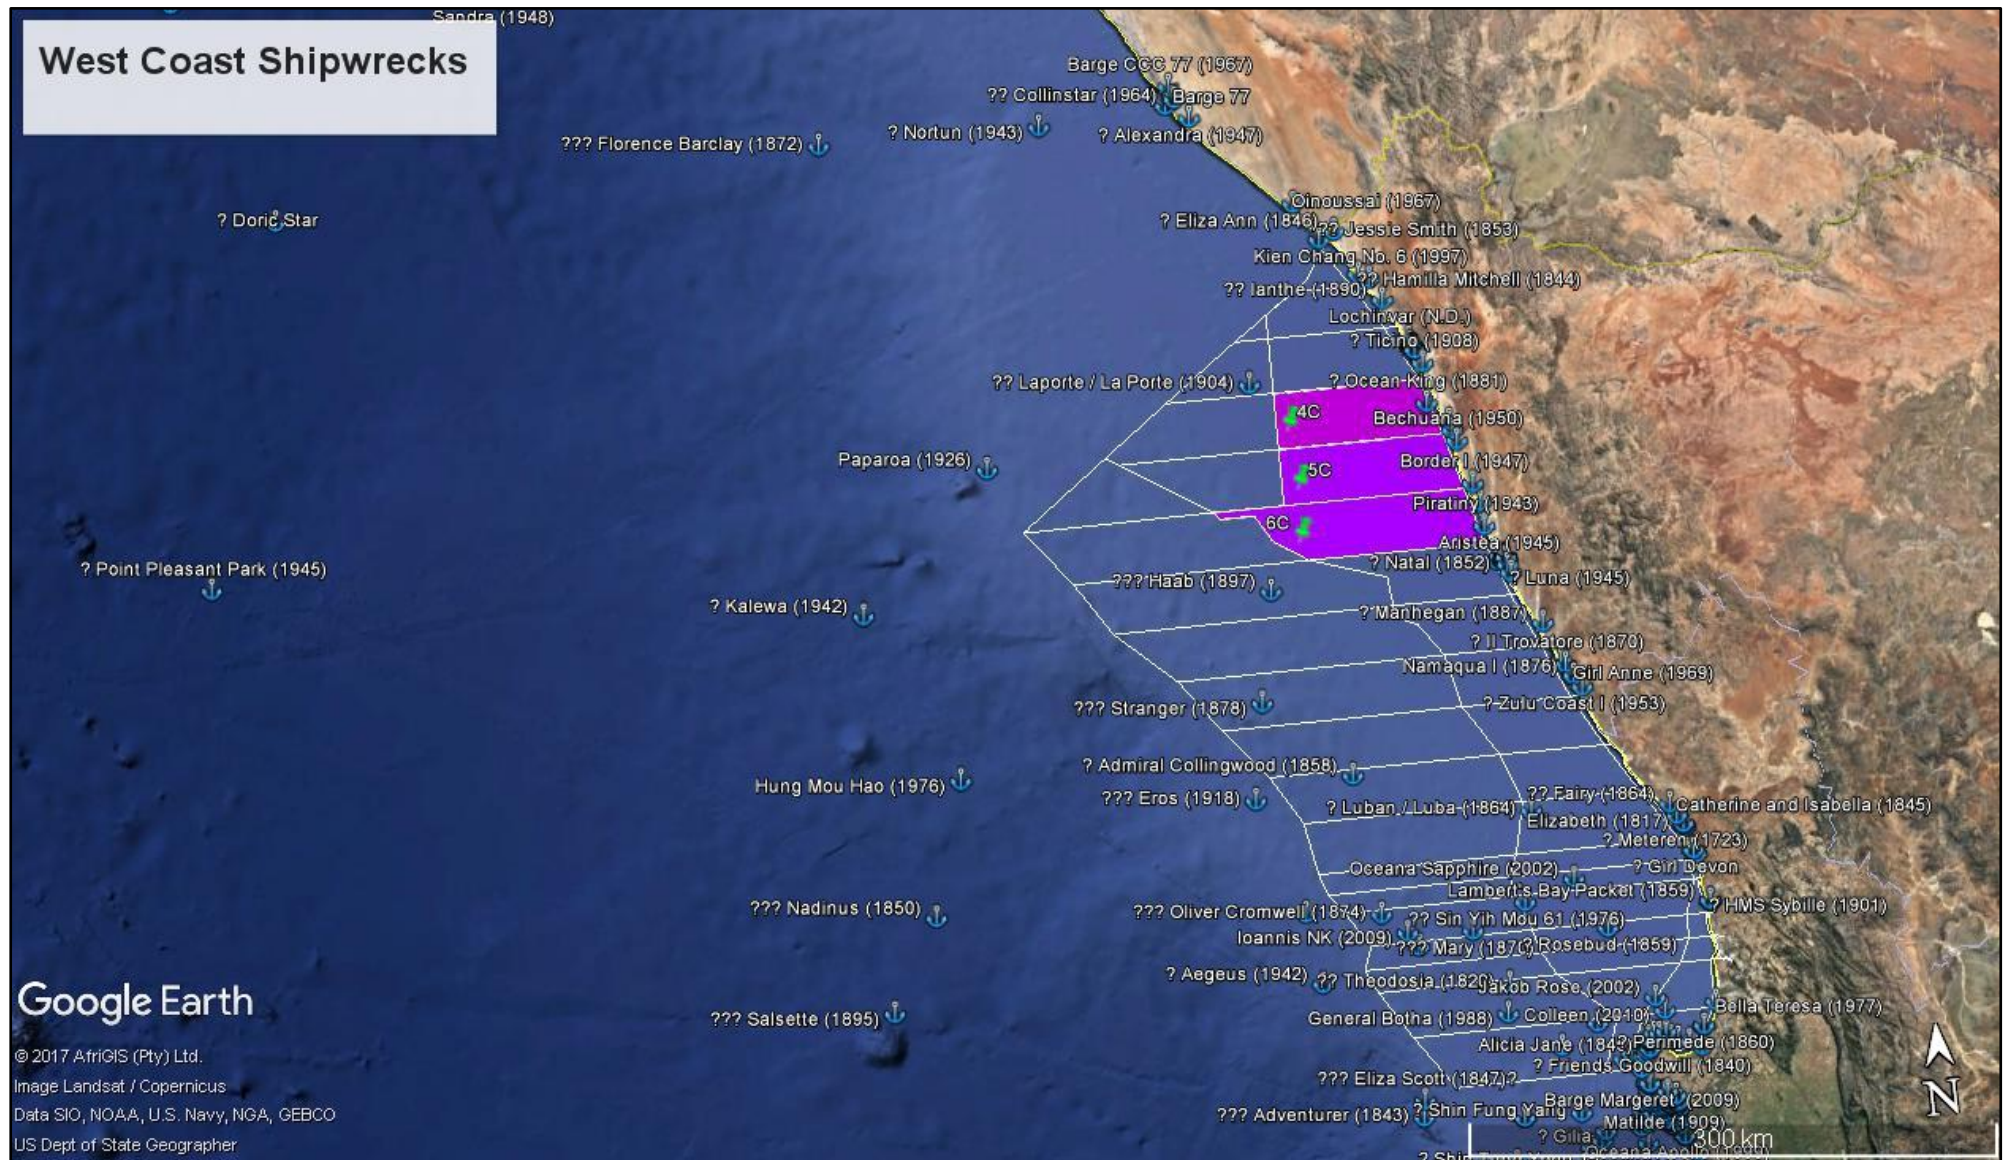 Sandra (1948)
West Coast Shipwrecks
Barge CCC 77 (1967)
?? Collinstar (1964)
Barge 77
? Nortun (1943)
? Alexandra (1947)
??? Florence Barclay (1872)
Oinoussai (1967)
? Doric Star
? Eliza Ann (1846)
?? Jessie Smith (1853)
Kien Chang No. 6 (1997)
?? Hamilla Mitchell (1844)
?? Ianthe (1890)
Lochinvar (N.D.)
? Ticino (1908)
?? Laporte / La Porte (1904)
? Ocean King (1881)
4C
Bechuana (1950)
Paparoa (1926)
5C
Border I (1947)
Piratiny (1943)
6C
Aristea (1945)
? Natal (1852)
? Point Pleasant Park (1945)
??? Haab (1897)
? Luna (1945)
? Kalewa (1942)
? Manhegan (1887)
? Il Trovatore (1870)
Namaqua I (1876)
Girl Anne (1969)
??? Stranger (1878)
? Zulu Coast I (1953)
? Admiral Collingwood (1858)
Hung Mou Hao (1976)
??? Eros (1918)
?? Fairy (1864)
? Luban / Luba (1864)
Catherine and Isabella (1845)
Elizabeth (1817)
? Meteren (1723)
Oceana Sapphire (2002)
? Girl Devon
Lambert's Bay Packet (1859)
??? Nadinus (1850)
??? Oliver Cromwell (1874)
?? Sin Yih Mou 61 (1976)
? HMS Sybille (1901)
Ioannis NK (2009)
??? Mary (1870)
? Rosebud (1859)
? Aegeus (1942)
?? Theodosia
Jakob Rose (2002)
Google Earth
??? Salsette (1895)
General Botha (1988)
Colleen (2010)
Bella Teresa (1977)
Alicia Jane
? Perimede (1860)
© 2017 AfriGIS (Pty) Ltd.
? Friends Goodwill (1840)
Image Landsat / Copernicus
??? Eliza Scott (1847)
?
Data SIO, NOAA, U.S. Navy, NGA, GEBCO
??? Adventurer (1843)
? Shin Fung Yang
Barge Margeret (2009)
N
Matilde (1909)
US Dept of State Geographer
? Gilia
300 km